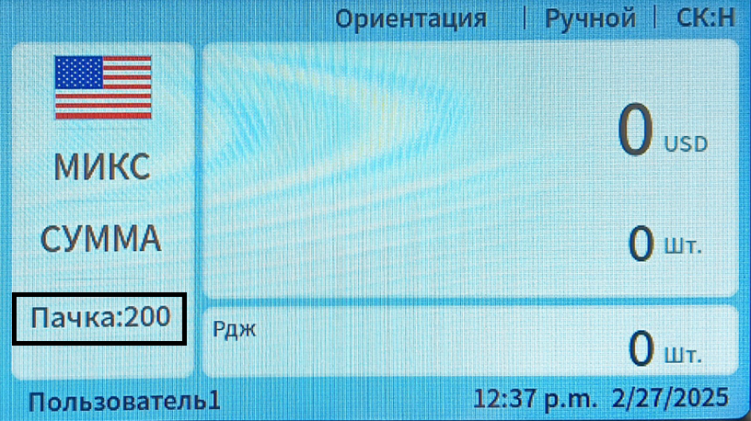 Ориентация | Ручной | СК:Н
МИКС
СУММА
Пачка:200
0 USD
0 Шт.
Рдж
0 Шт.
Пользователь1 12:37 p.m. 2/27/2025